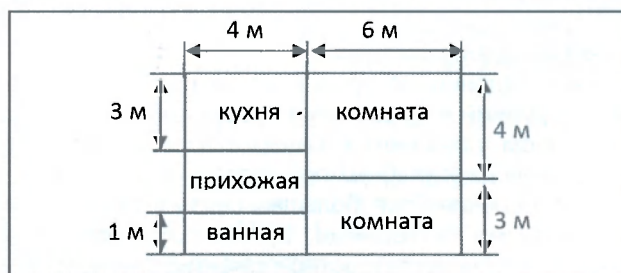 4 м 6 м
3 м кухня комната 4 м
прихожая
1 м ванная комната 3 м